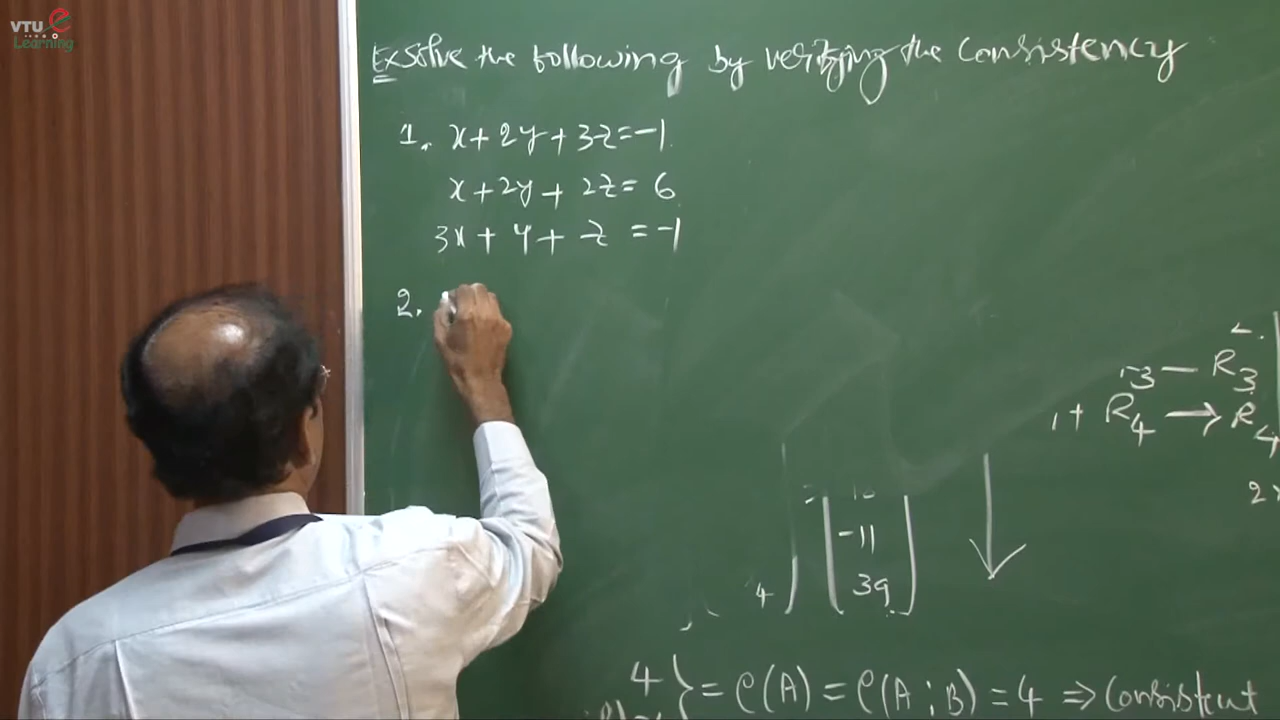 VTU e
Learning
Ex Solve the following by verifying the Consistency
1. x + 2y + 3z = -1
x + 2y + 2z = 6
3x + y + z = -1
2.
3 — R3
1 + R4 → R4
2
-11
39
4
4 } = ρ(A) = ρ(A : B) = 4 ⇒ Consistent